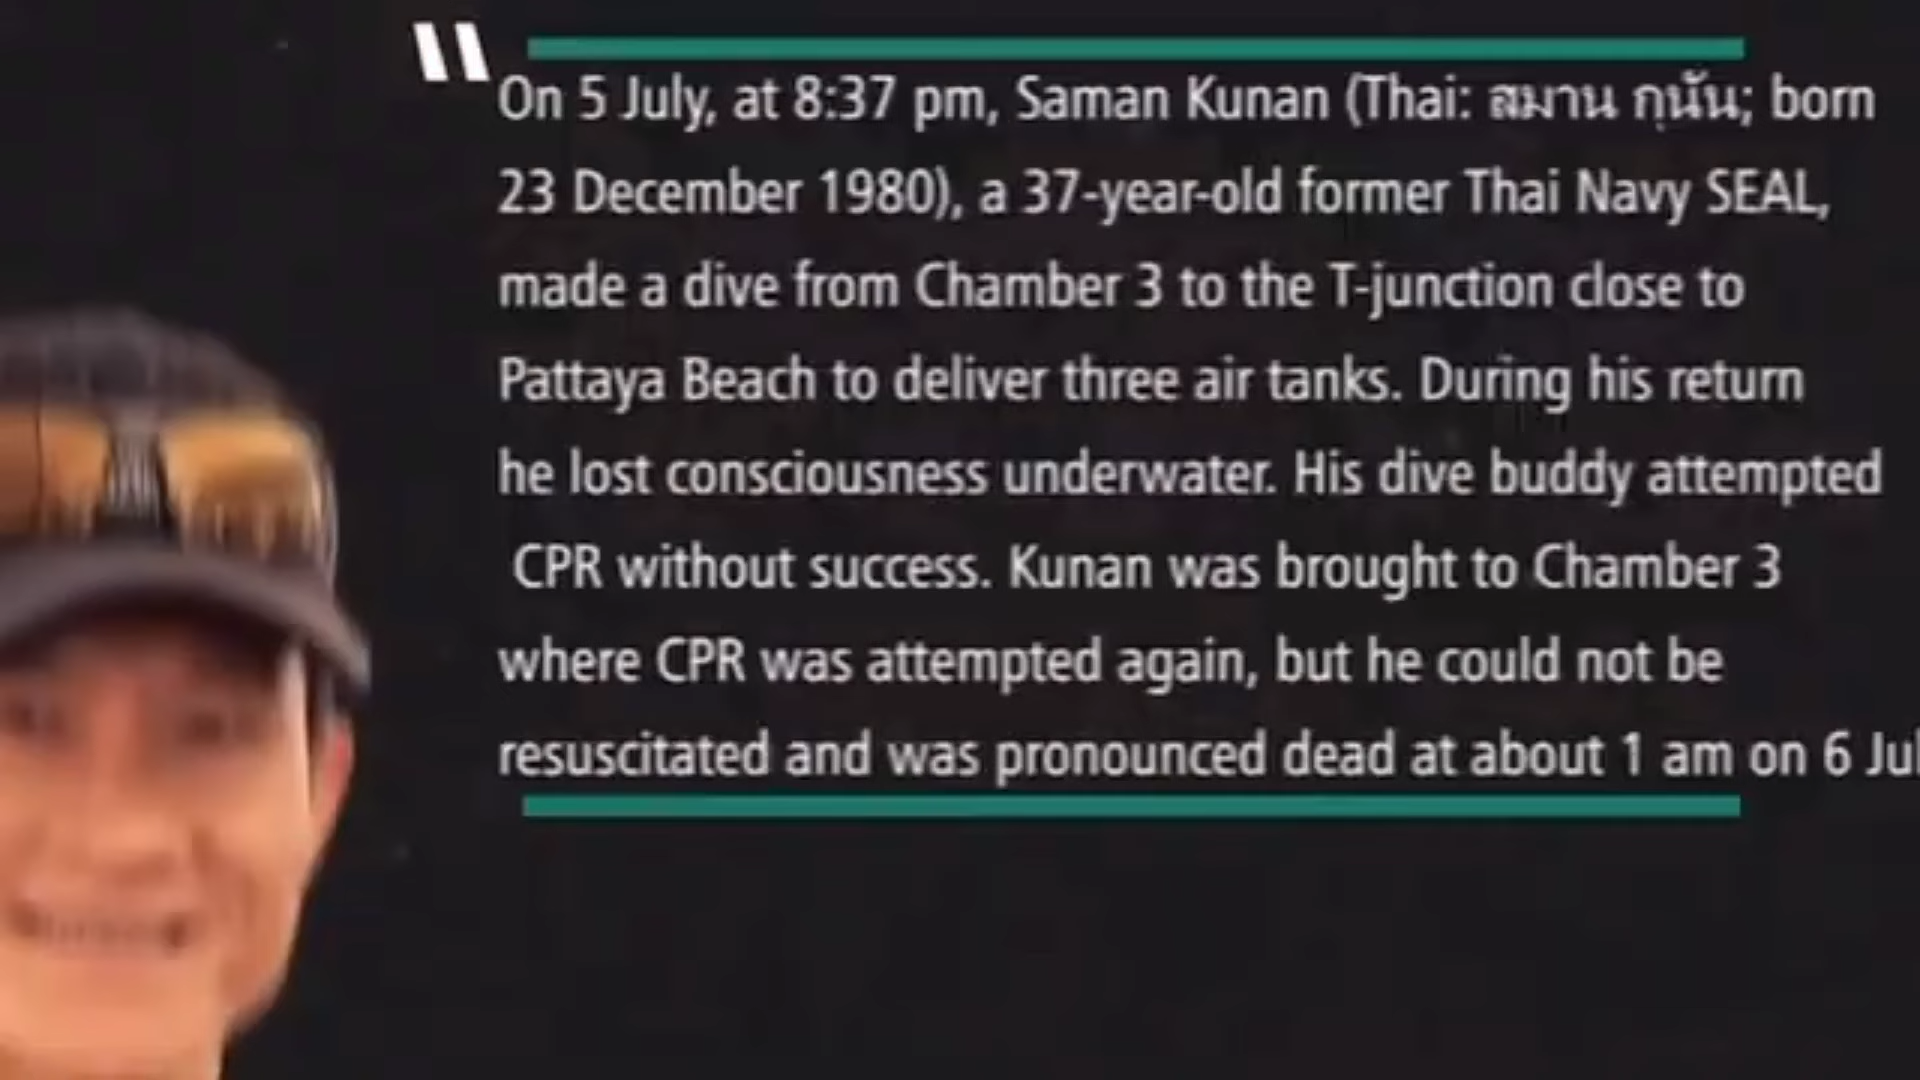 "
On 5 July, at 8:37 pm, Saman Kunan (Thai: สมาน กุนัน; born
23 December 1980), a 37-year-old former Thai Navy SEAL,
made a dive from Chamber 3 to the T-junction close to
Pattaya Beach to deliver three air tanks. During his return
he lost consciousness underwater. His dive buddy attempted
CPR without success. Kunan was brought to Chamber 3
where CPR was attempted again, but he could not be
resuscitated and was pronounced dead at about 1 am on 6 Jul